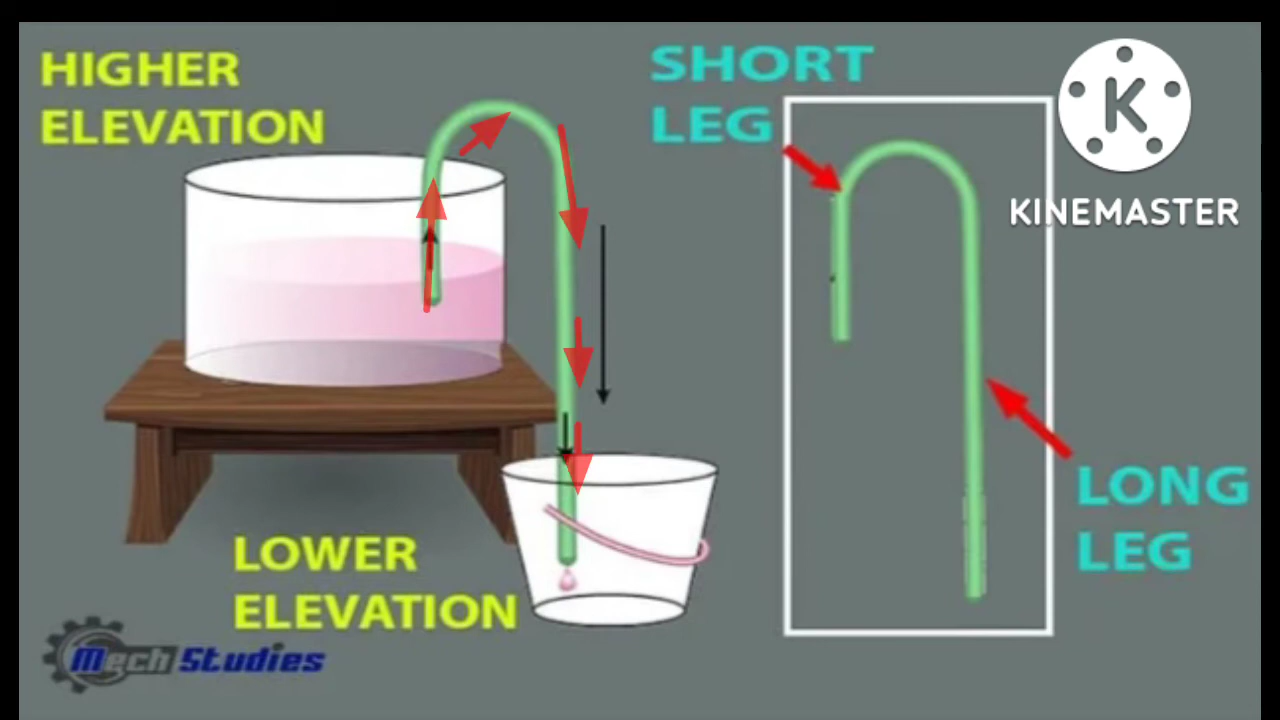 HIGHER
ELEVATION
SHORT
LEG
K
KINEMASTER
LONG
LEG
LOWER
ELEVATION
Mech Studies